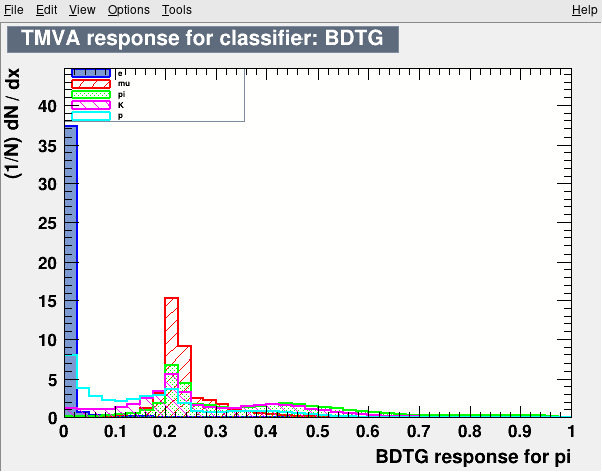 File Edit View Options Tools Help
TMVA response for classifier: BDTG
(1/N) dN / dx
e
mu
pi
K
p
40
35
30
25
20
15
10
5
0
0 0.1 0.2 0.3 0.4 0.5 0.6 0.7 0.8 0.9 1
BDTG response for pi